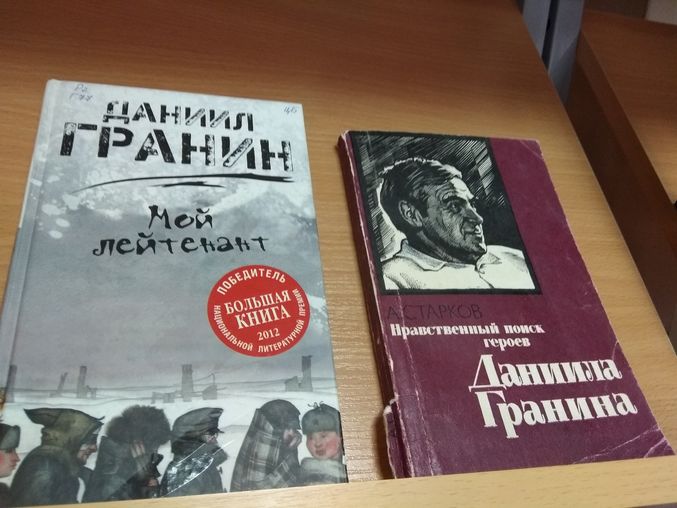 ДАНИИЛ
ГРАНИН
Мой
лейтенант
ПОБЕДИТЕЛЬ
БОЛЬШАЯ
КНИГА
2012
НАЦИОНАЛЬНОЙ ЛИТЕРАТУРНОЙ ПРЕМИИ
А.СТАРКОВ
Нравственный поиск
героев
Даниила
Гранина